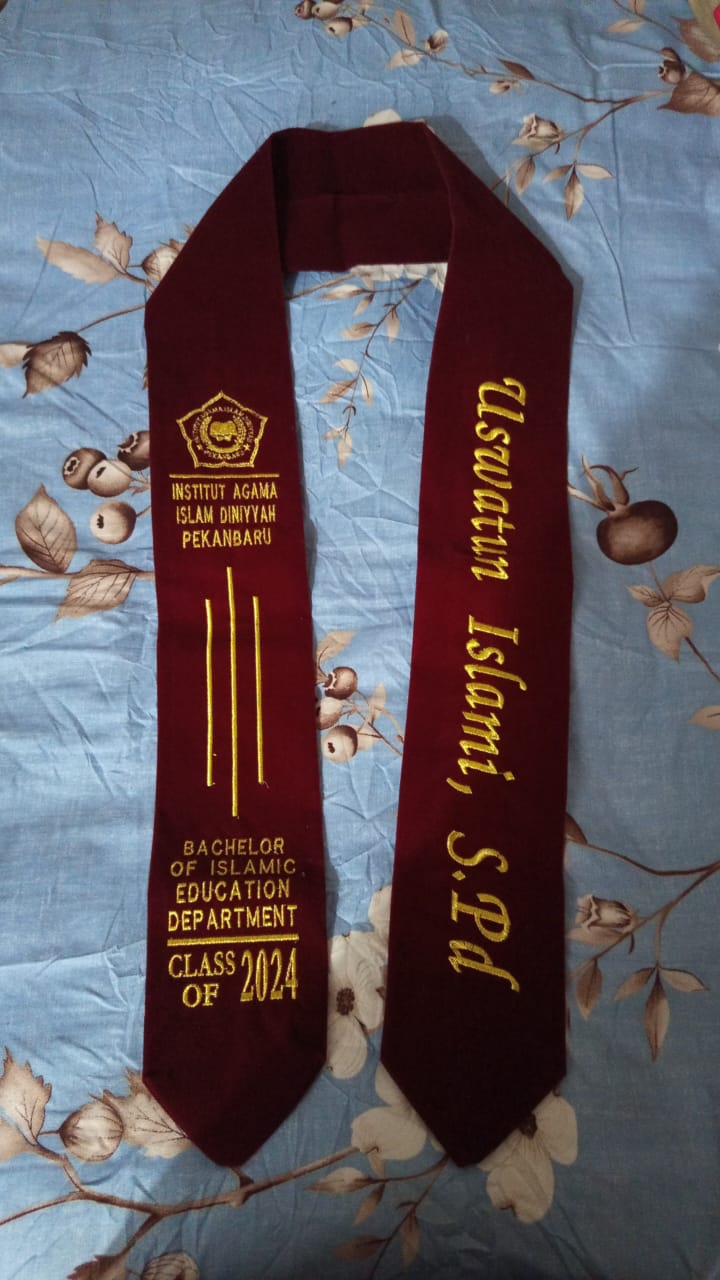 INSTITUT AGAMA
ISLAM DINIYYAH
PEKANBARU
BACHELOR
OF ISLAMIC
EDUCATION
DEPARTMENT
CLASS
OF 2024
Uswatun Islami, S.Pd